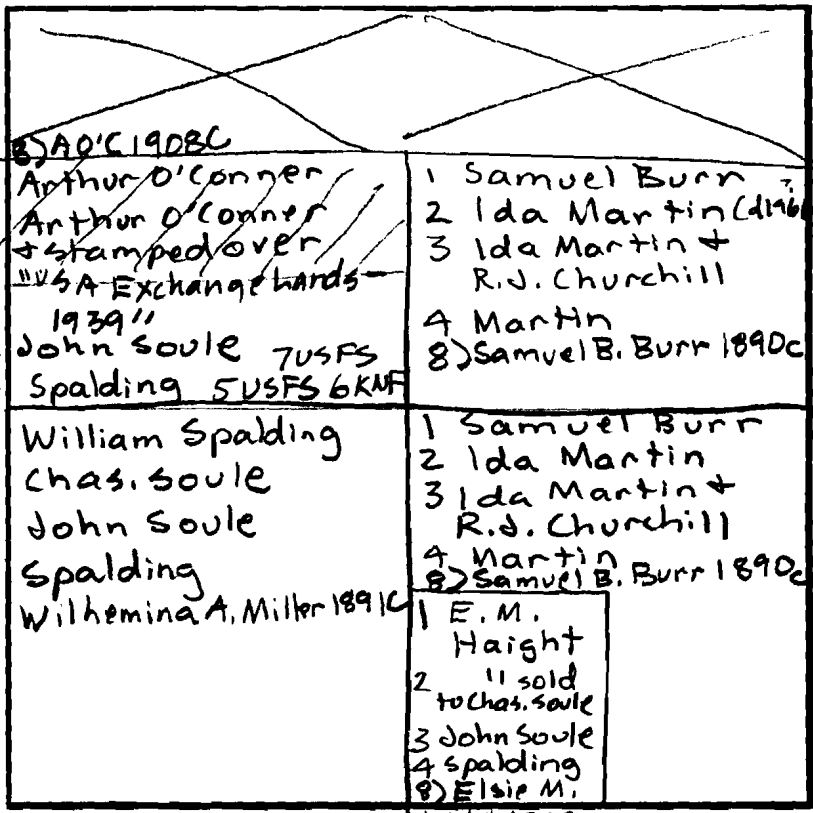 8) A O'C 1908C
Arthur O'Conner
Arthur O'Conner
+ stamped over
"USA Exchange Lands-
1939"
John Soule 7USFS
Spalding 5USFS 6KNF
1 Samuel Burr
2 Ida Martin (d196
3 Ida Martin +
R.J. Churchill
4 Martin
8) Samuel B. Burr 1890c
William Spalding
Chas. Soule
John Soule
Spalding
Wilhemina A. Miller 1891C
1 Samuel Burr
2 Ida Martin
3 Ida Martin +
R.J. Churchill
4 Martin
8) Samuel B. Burr 1890c
1 E. M.
Haight
2 " sold
to Chas. Soule
3 John Soule
4 Spalding
8) Elsie M.